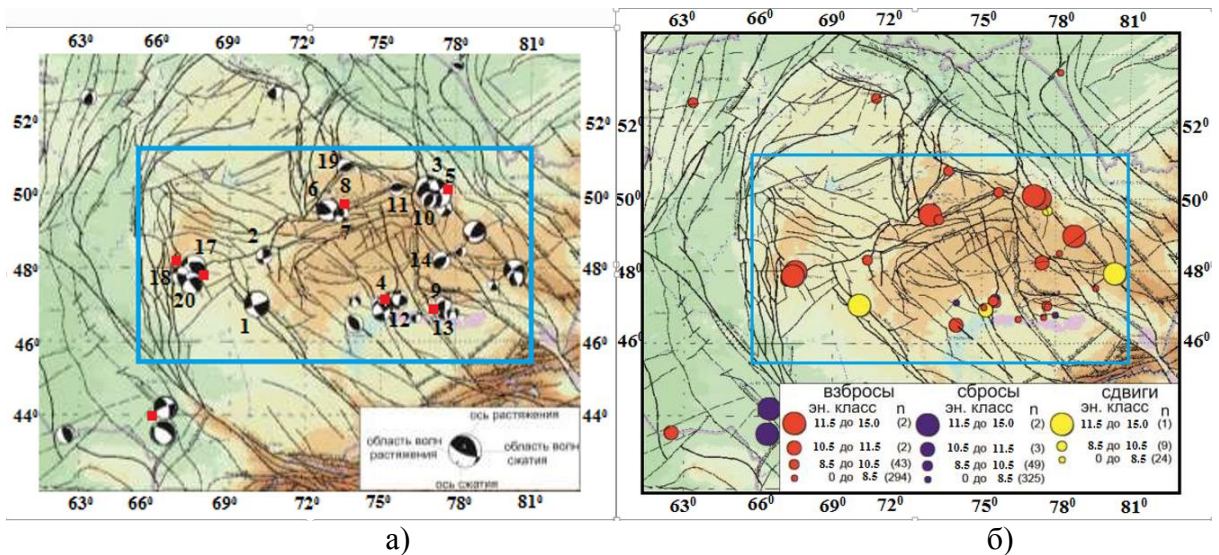 63⁰ 66⁰ 69⁰ 72⁰ 75⁰ 78⁰ 81⁰
52⁰
50⁰
48⁰
46⁰
44⁰
19
6
8
7
11
3
5
10
2
17
18
20
1
14
4
12
9
13
ось растяжения
область волн
растяжения
область волн
сжатия
ось сжатия
63⁰ 66⁰ 69⁰ 72⁰ 75⁰ 78⁰ 81⁰
а)
63⁰ 66⁰ 69⁰ 72⁰ 75⁰ 78⁰ 81⁰
52⁰
50⁰
48⁰
46⁰
44⁰
52⁰
50⁰
48⁰
46⁰
44⁰
взбросы
эн. класс n
11.5 до 15.0 (2)
10.5 до 11.5 (2)
8.5 до 10.5 (43)
0 до 8.5 (294)
сбросы
эн. класс n
11.5 до 15.0 (2)
10.5 до 11.5 (3)
8.5 до 10.5 (49)
0 до 8.5 (325)
сдвиги
эн. класс n
11.5 до 15.0 (1)
8.5 до 10.5 (9)
0 до 8.5 (24)
63⁰ 66⁰ 69⁰ 72⁰ 75⁰ 78⁰ 81⁰
б)